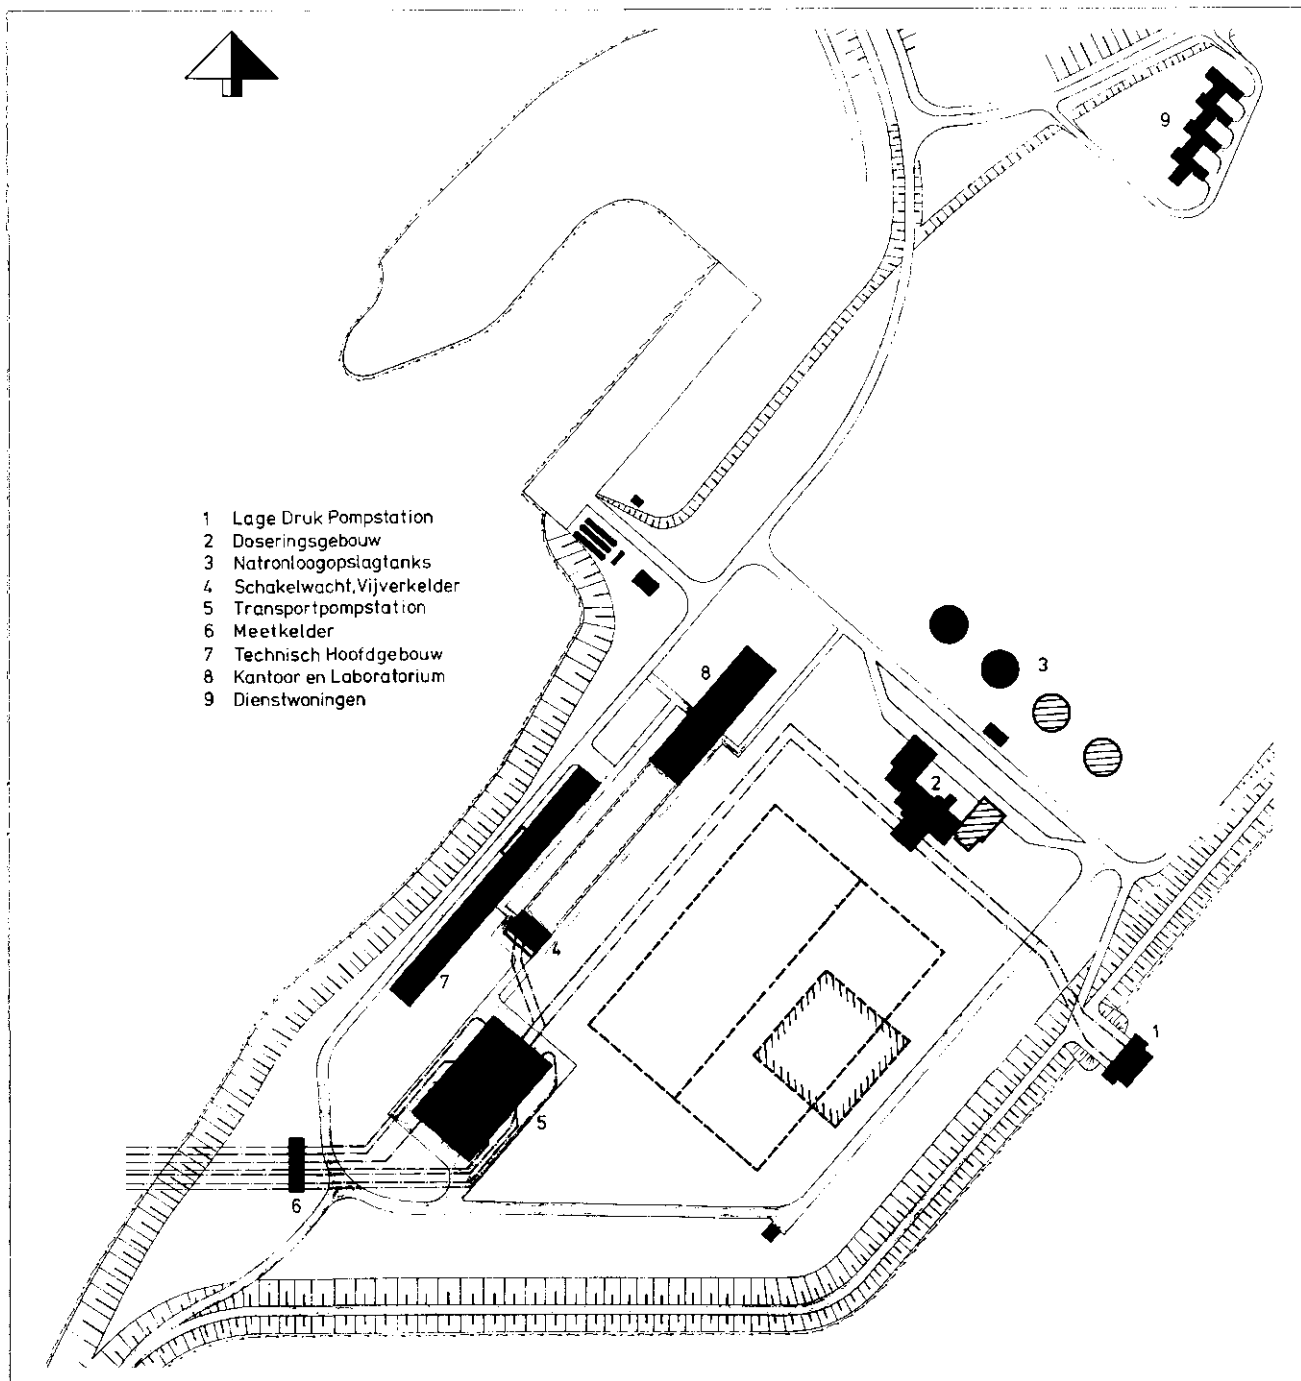 1 Lage Druk Pompstation
2 Doseringsgebouw
3 Natronloogopslagtanks
4 Schakelwacht, Vijverkelder
5 Transportpompstation
6 Meetkelder
7 Technisch Hoofdgebouw
8 Kantoor en Laboratorium
9 Dienstwoningen
9
3
8
2
4
7
1
5
6